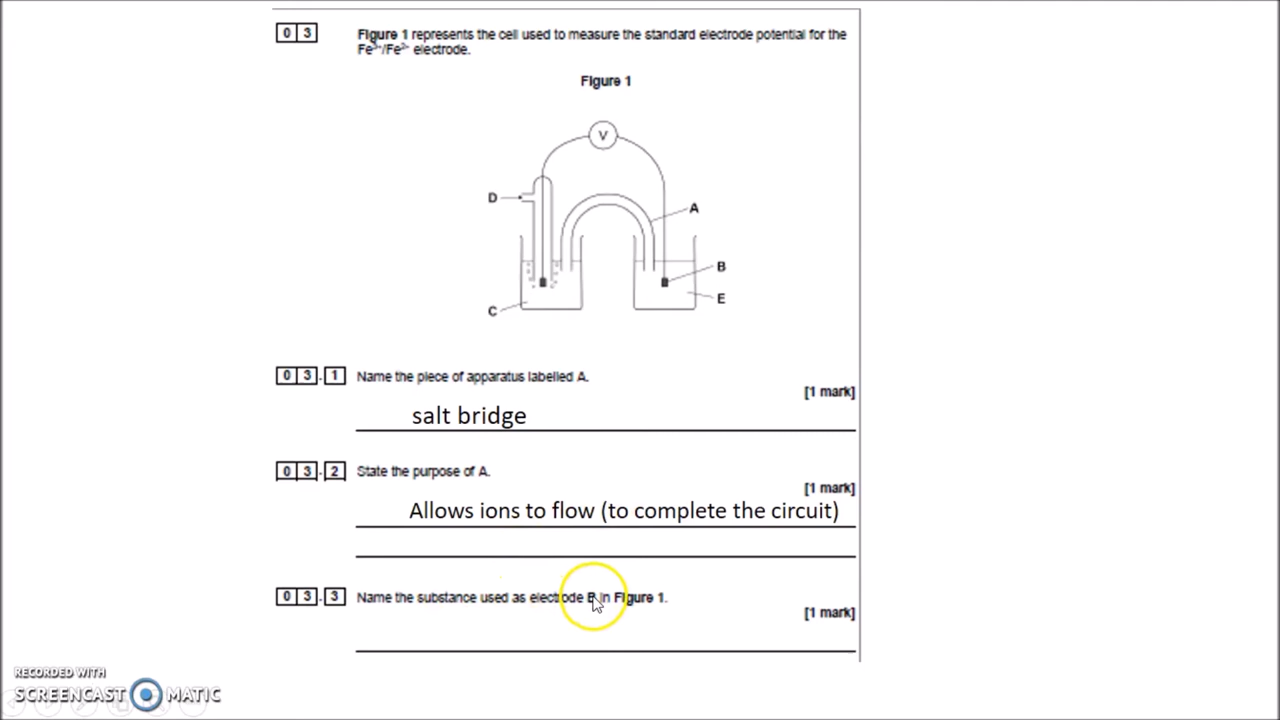 0 3 Figure 1 represents the cell used to measure the standard electrode potential for the
Fe³⁺/Fe²⁺ electrode.
Figure 1
V
D
A
B
E
C
0 3 . 1 Name the piece of apparatus labelled A.
[1 mark]
salt bridge
0 3 . 2 State the purpose of A.
[1 mark]
Allows ions to flow (to complete the circuit)
0 3 . 3 Name the substance used as electrode B in Figure 1.
[1 mark]
RECORDED WITH
SCREENCAST MATIC